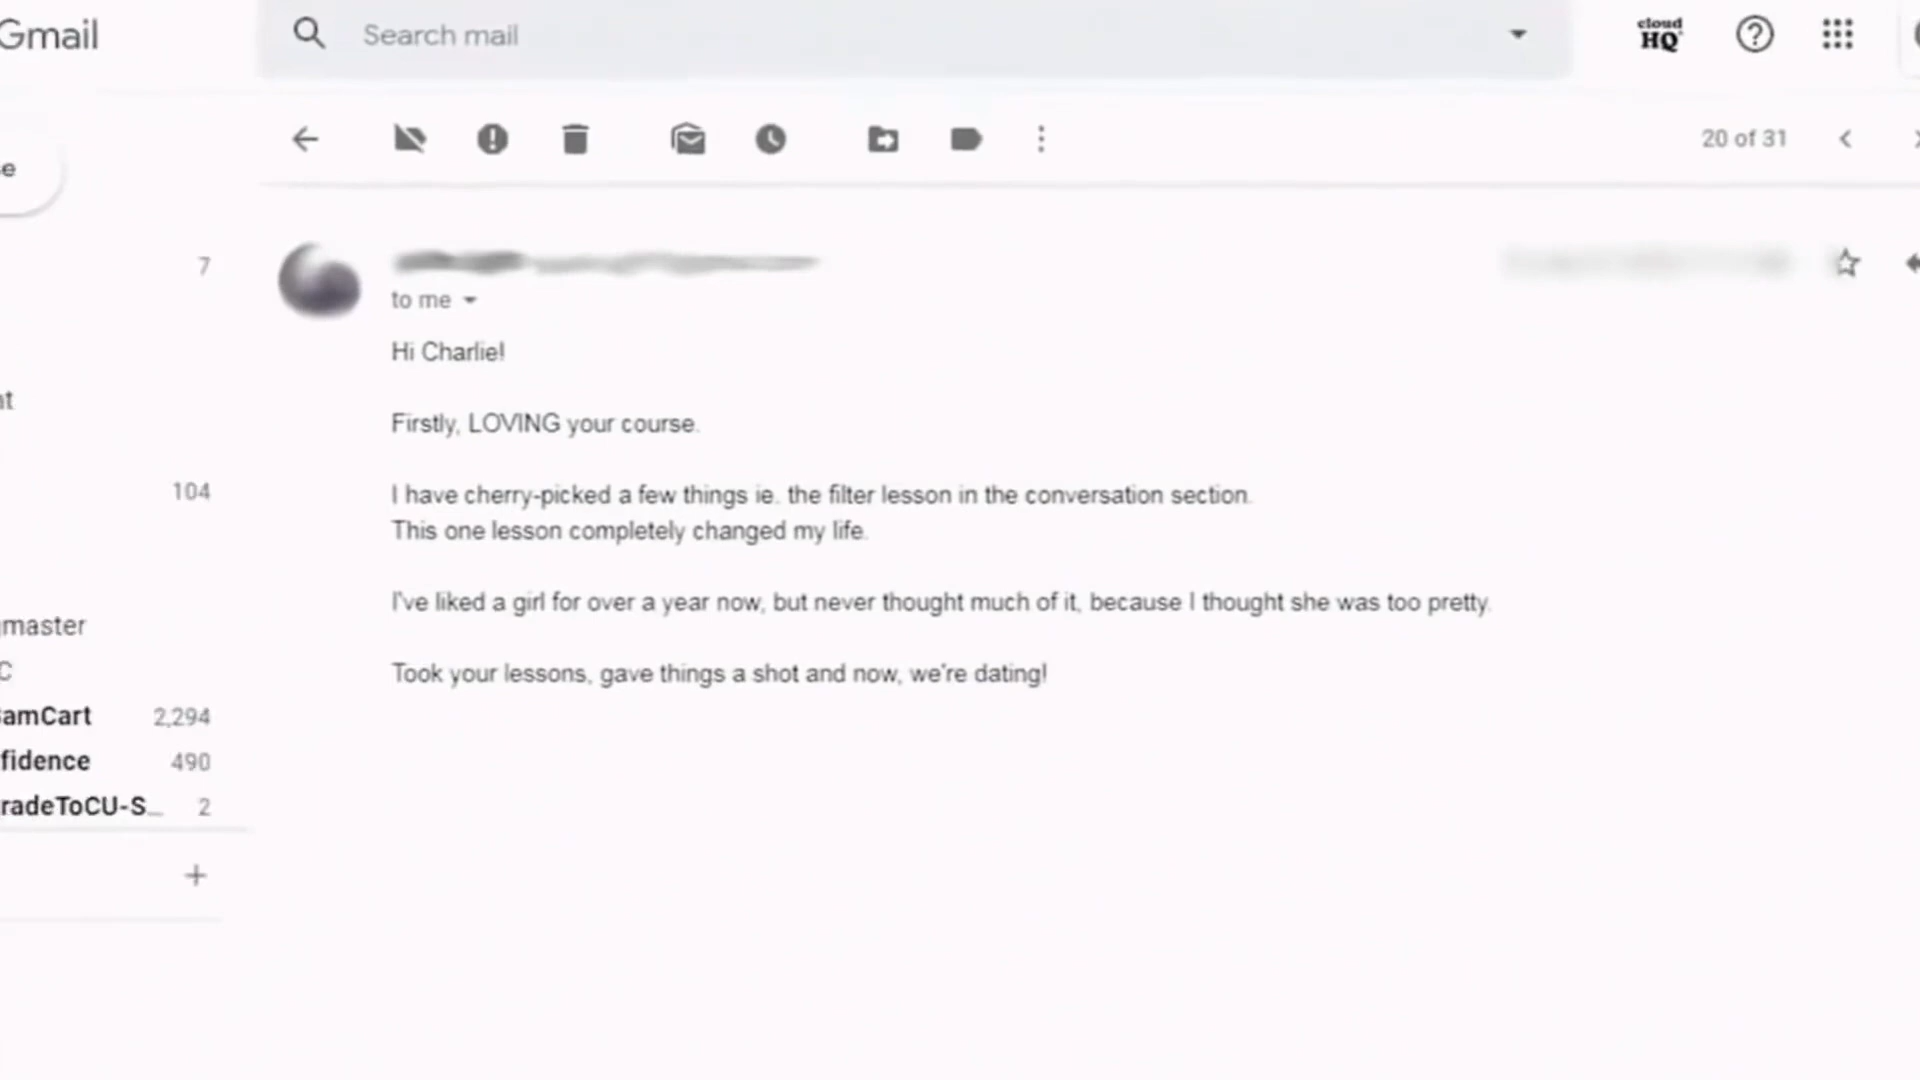 Gmail
Search mail
cloud
HQ
20 of 31
7
to me
Hi Charlie!
Firstly, LOVING your course.
104
I have cherry-picked a few things ie. the filter lesson in the conversation section.
This one lesson completely changed my life.
I've liked a girl for over a year now, but never thought much of it, because I thought she was too pretty.
master
Took your lessons, gave things a shot and now, we're dating!
C
amCart 2,294
fidence 490
radeToCU-S... 2